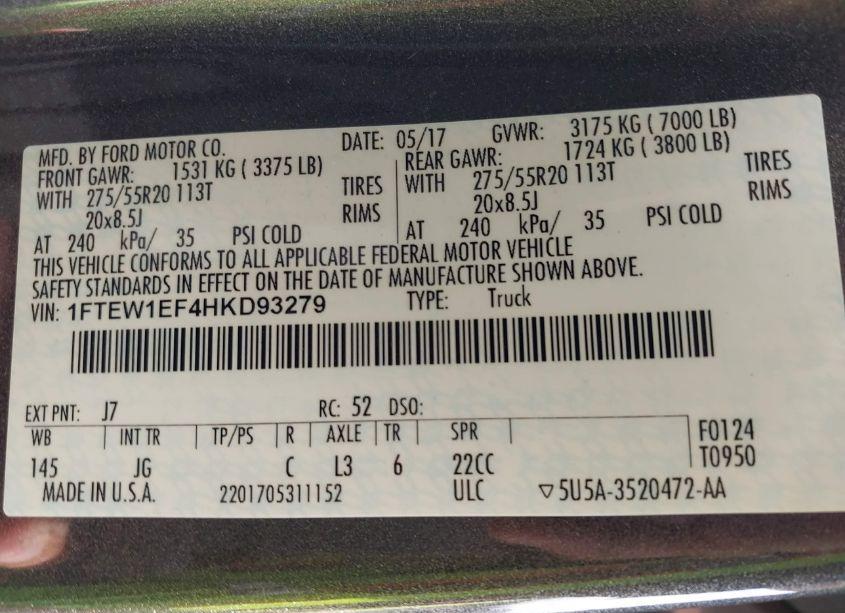 MFD. BY FORD MOTOR CO. DATE: 05/17 GVWR: 3175 KG ( 7000 LB)
FRONT GAWR: 1531 KG ( 3375 LB) REAR GAWR: 1724 KG ( 3800 LB)
WITH 275/55R20 113T TIRES WITH 275/55R20 113T TIRES
20x8.5J RIMS 20x8.5J RIMS
AT 240 kPa/ 35 PSI COLD AT 240 kPa/ 35 PSI COLD
THIS VEHICLE CONFORMS TO ALL APPLICABLE FEDERAL MOTOR VEHICLE
SAFETY STANDARDS IN EFFECT ON THE DATE OF MANUFACTURE SHOWN ABOVE.
VIN: 1FTEW1EF4HKD93279 TYPE: Truck
EXT PNT: J7 RC: 52 DSO:
WB INT TR TP/PS R AXLE TR SPR F0124
145 JG C L3 6 22CC T0950
MADE IN U.S.A. 2201705311152 ULC ▽5U5A-3520472-AA